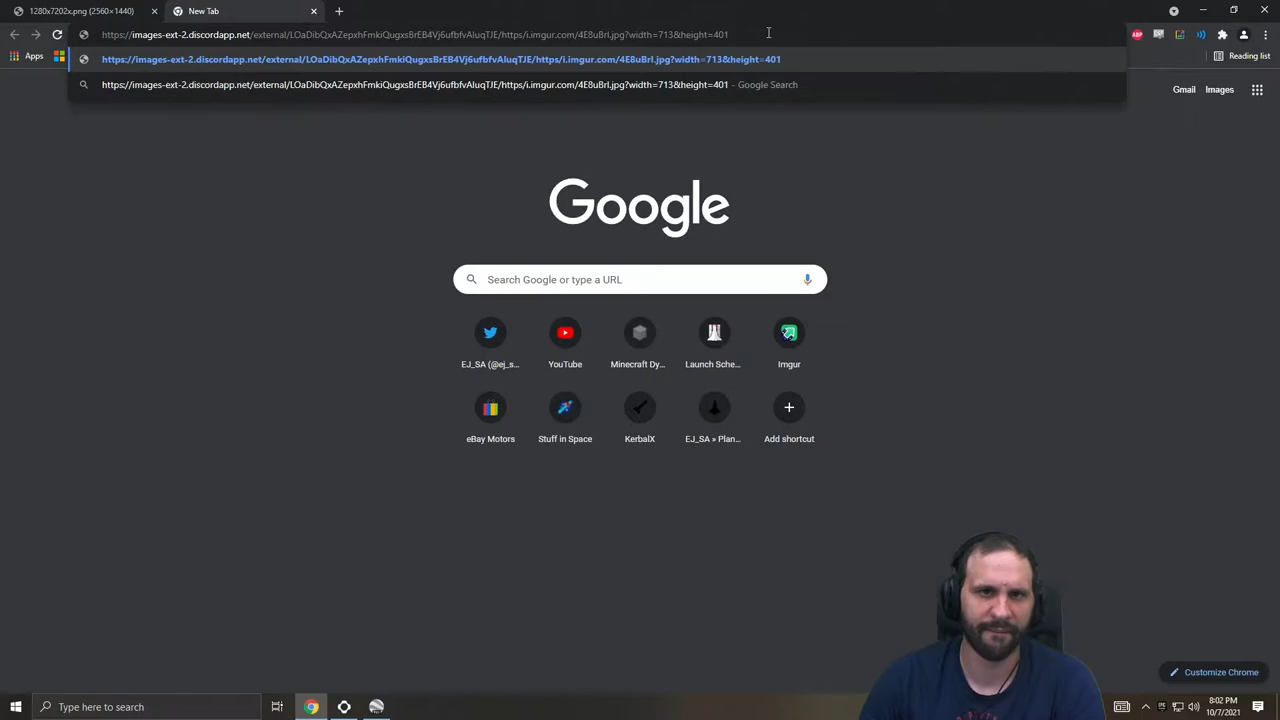 1280x7202x.png (2560×1440)
New Tab
https://images-ext-2.discordapp.net/external/LOaDibQxAZepxhFmkiQugxsBrEB4Vj6ufbfvAIuqTJE/https/i.imgur.com/4E8uBrl.jpg?width=713&height=401
https://images-ext-2.discordapp.net/external/LOaDibQxAZepxhFmkiQugxsBrEB4Vj6ufbfvAIuqTJE/https/i.imgur.com/4E8uBrl.jpg?width=713&height=401
Apps
Reading list
https://images-ext-2.discordapp.net/external/LOaDibQxAZepxhFmkiQugxsBrEB4Vj6ufbfvAIuqTJE/https/i.imgur.com/4E8uBrl.jpg?width=713&height=401 - Google Search
Gmail Images
Google
Search Google or type a URL
EJ_SA (@ej_s... YouTube Minecraft Dy... Launch Sche... Imgur
eBay Motors Stuff in Space KerbalX EJ_SA » Plan... Add shortcut
Customize Chrome
Type here to search
8:02 PM
10/7/2021